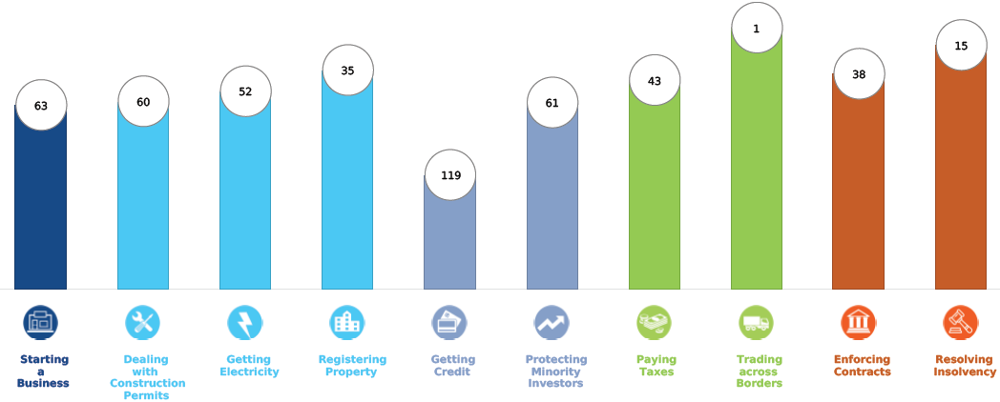 63
60
52
35
119
61
43
1
38
15
Starting
a
Business
Dealing
with
Construction
Permits
Getting
Electricity
Registering
Property
Getting
Credit
Protecting
Minority
Investors
Paying
Taxes
Trading
across
Borders
Enforcing
Contracts
Resolving
Insolvency